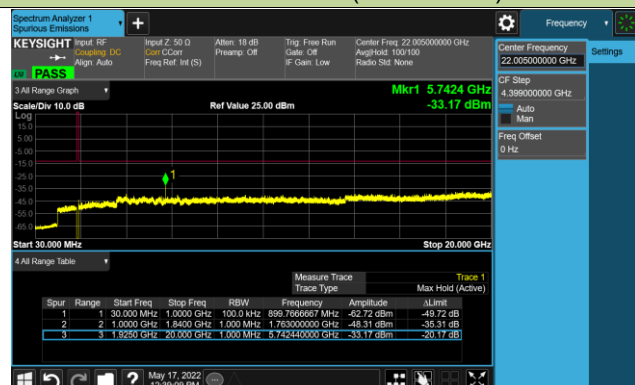 Spectrum Analyzer 1
Spurious Emissions
Frequency
KEYSIGHT Input: RF Input Z: 50 Ω Atten: 18 dB Trig: Free Run Center Freq: 22.005000000 GHz
Coupling: DC Corr CCorr Preamp: Off Gate: Off Avg|Hold: 100/100
Align: Auto Freq Ref: Int (S) IF Gain: Low Radio Std: None
PASS
Center Frequency
22.005000000 GHz
Settings
CF Step
4.399000000 GHz
Auto
Man
Freq Offset
0 Hz
3 All Range Graph
Mkr1 5.7424 GHz
Scale/Div 10.0 dB Ref Value 25.00 dBm -33.17 dBm
Log
15.0
5.00
-5.00
-15.0
-25.0
1
-35.0
-45.0
-55.0
-65.0
Start 30.000 MHz Stop 20.000 GHz
4 All Range Table
Measure Trace Trace 1
Trace Type Max Hold (Active)
Spur Range Start Freq Stop Freq RBW Frequency Amplitude ΔLimit
1 1 30.000 MHz 1.0000 GHz 100.0 kHz 899.7666667 MHz -62.72 dBm -49.72 dB
2 2 1.0000 GHz 1.8400 GHz 1.000 MHz 1.763000000 GHz -48.31 dBm -35.31 dB
3 3 1.9250 GHz 20.000 GHz 1.000 MHz 5.742440000 GHz -33.17 dBm -20.17 dB
May 17, 2022